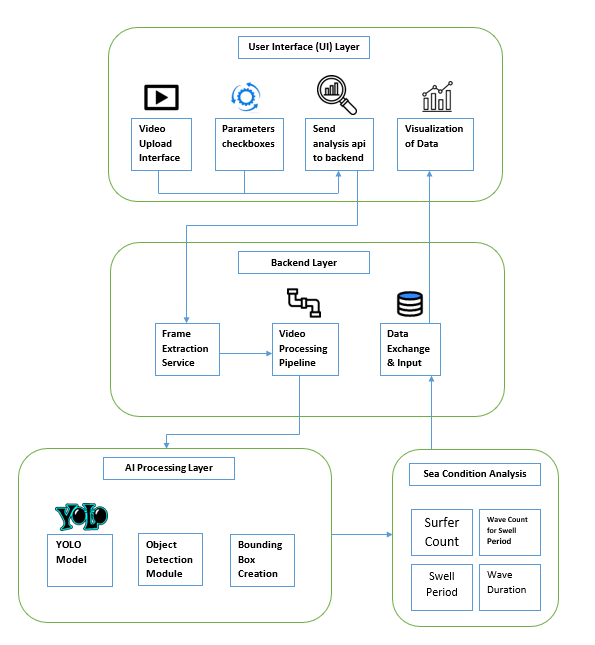 User Interface (UI) Layer
Video
Upload
Interface
Parameters
checkboxes
Send
analysis api
to backend
Visualization
of Data
Backend Layer
Frame
Extraction
Service
Video
Processing
Pipeline
Data
Exchange
& Input
AI Processing Layer
YOLO
YOLO
Model
Object
Detection
Module
Bounding
Box
Creation
Sea Condition Analysis
Surfer
Count
Wave Count
for Swell
Period
Swell
Period
Wave
Duration